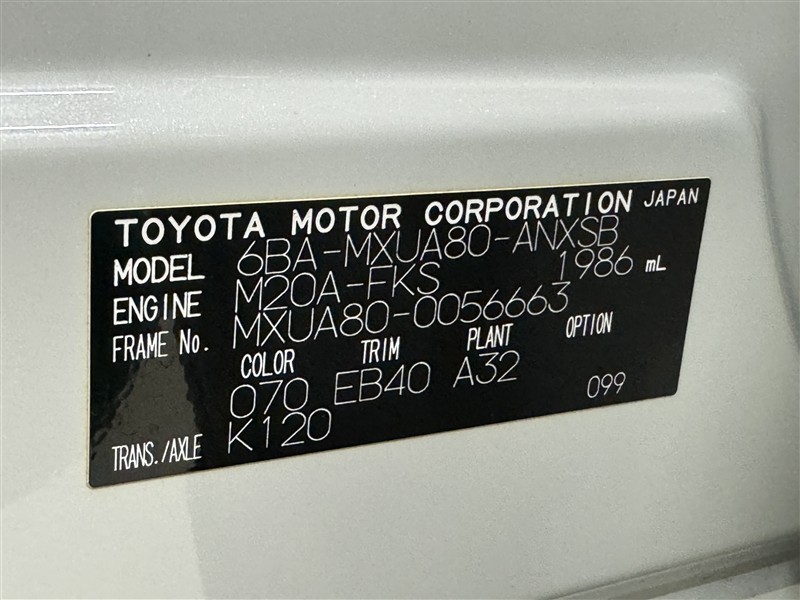 TOYOTA MOTOR CORPORATION JAPAN
MODEL 6BA-MXUA80-ANXSB
ENGINE M20A-FKS 1986 mL
FRAME No. MXUA80-0056663
COLOR TRIM PLANT OPTION
070 EB40 A32 099
TRANS./AXLE K120